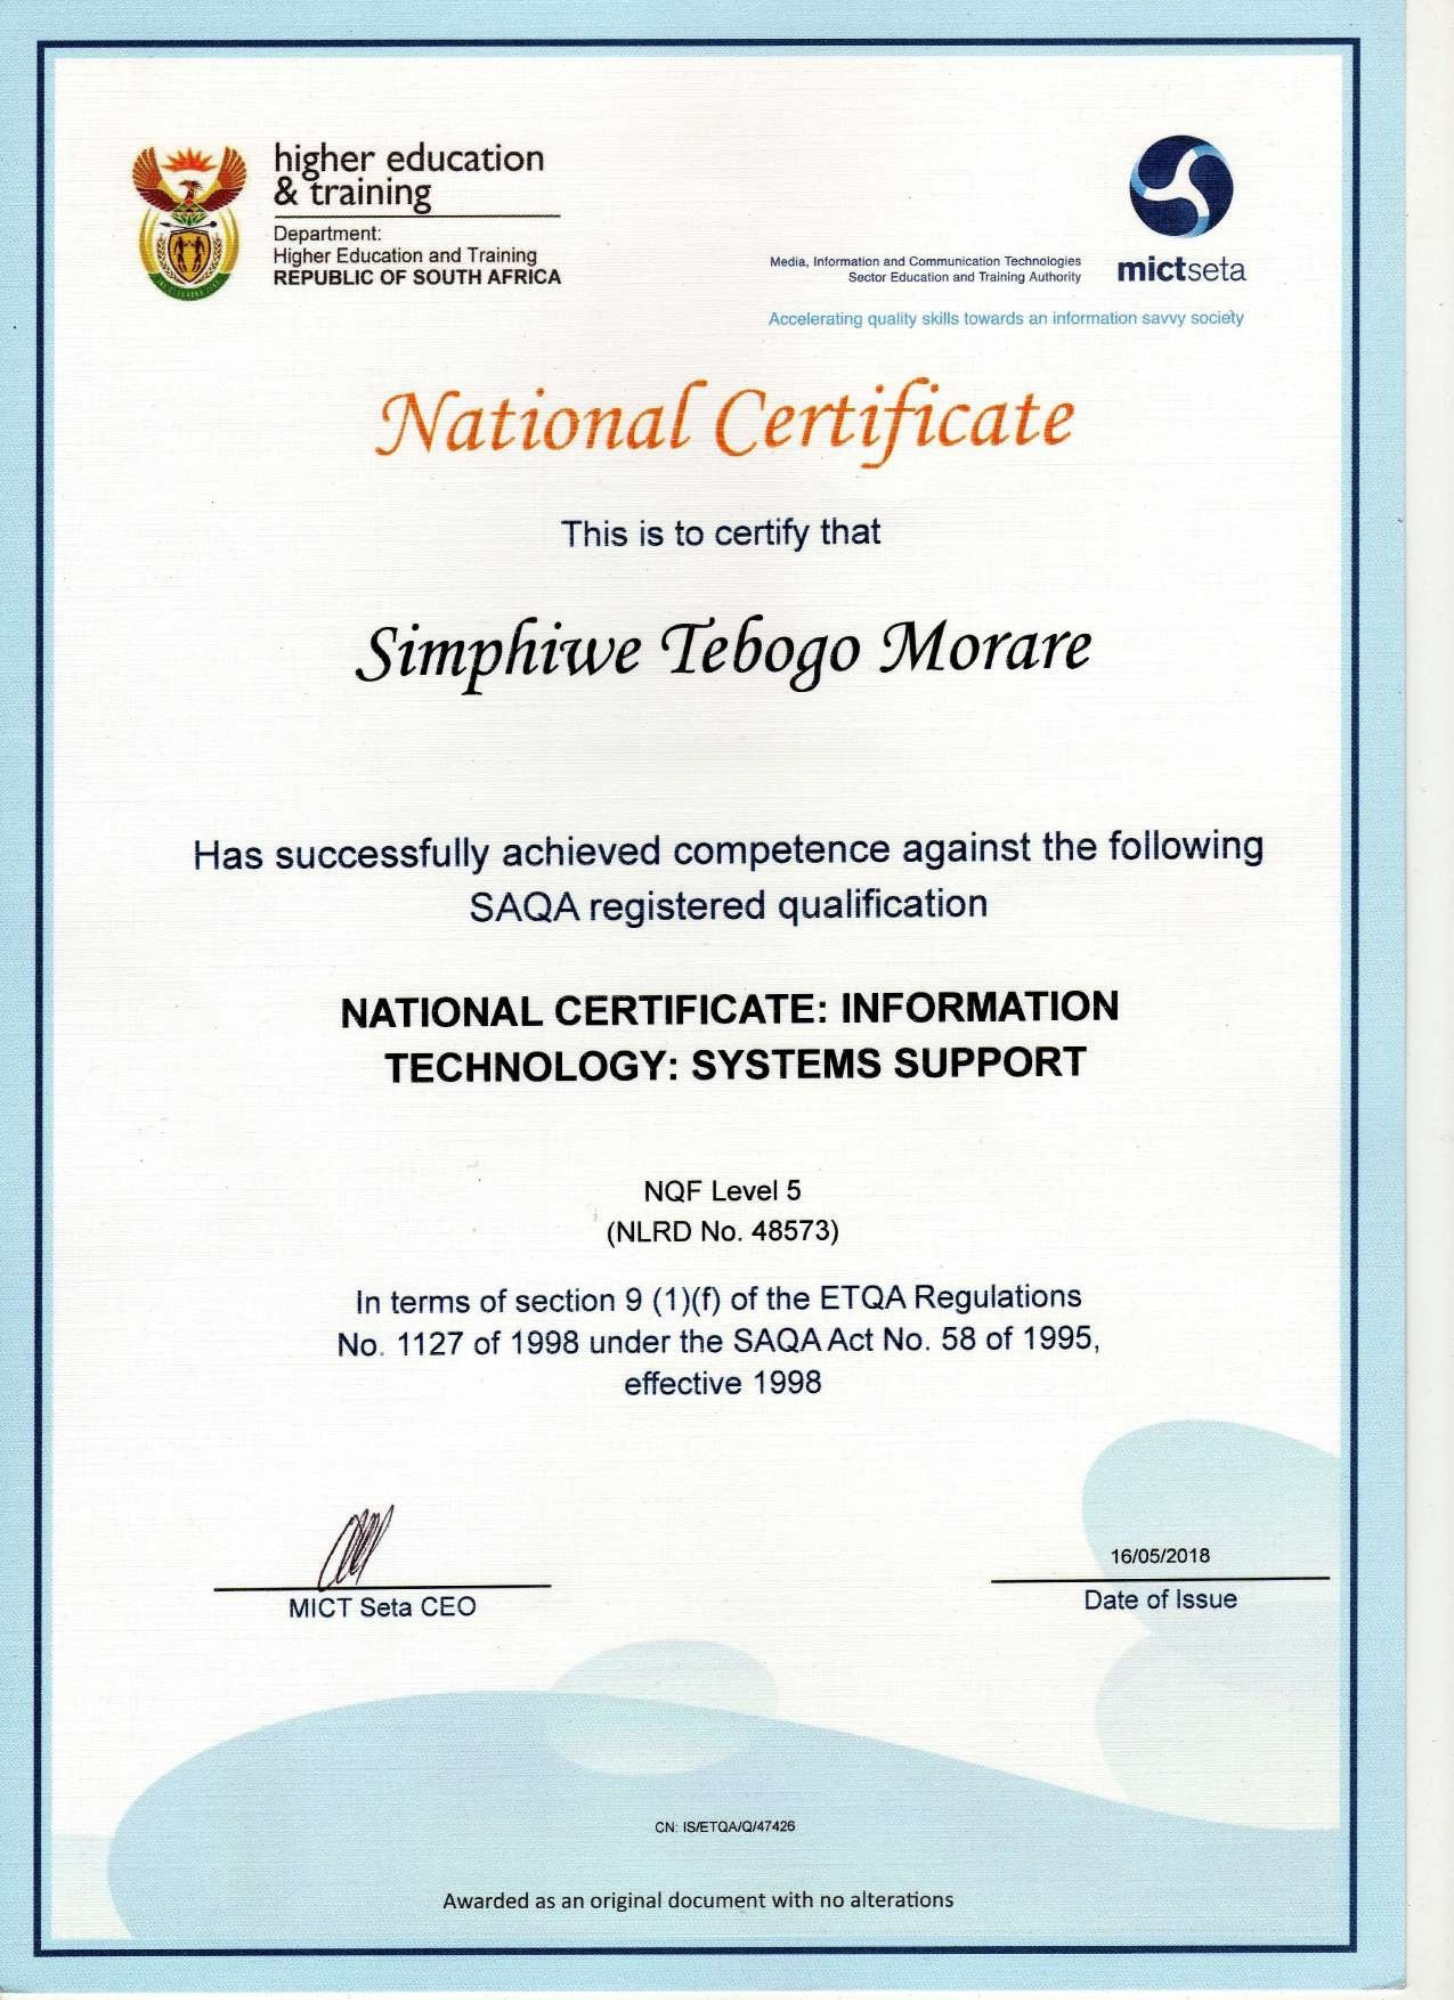 higher education
& training
Department:
Higher Education and Training
REPUBLIC OF SOUTH AFRICA
Media, Information and Communication Technologies
Sector Education and Training Authority
mictseta
Accelerating quality skills towards an information savvy society
National Certificate
This is to certify that
Simphiwe Tebogo Morare
Has successfully achieved competence against the following
SAQA registered qualification
NATIONAL CERTIFICATE: INFORMATION
TECHNOLOGY: SYSTEMS SUPPORT
NQF Level 5
(NLRD No. 48573)
In terms of section 9 (1)(f) of the ETQA Regulations
No. 1127 of 1998 under the SAQA Act No. 58 of 1995,
effective 1998
16/05/2018
MICT Seta CEO
Date of Issue
CN: IS/ETQA/Q/47426
Awarded as an original document with no alterations